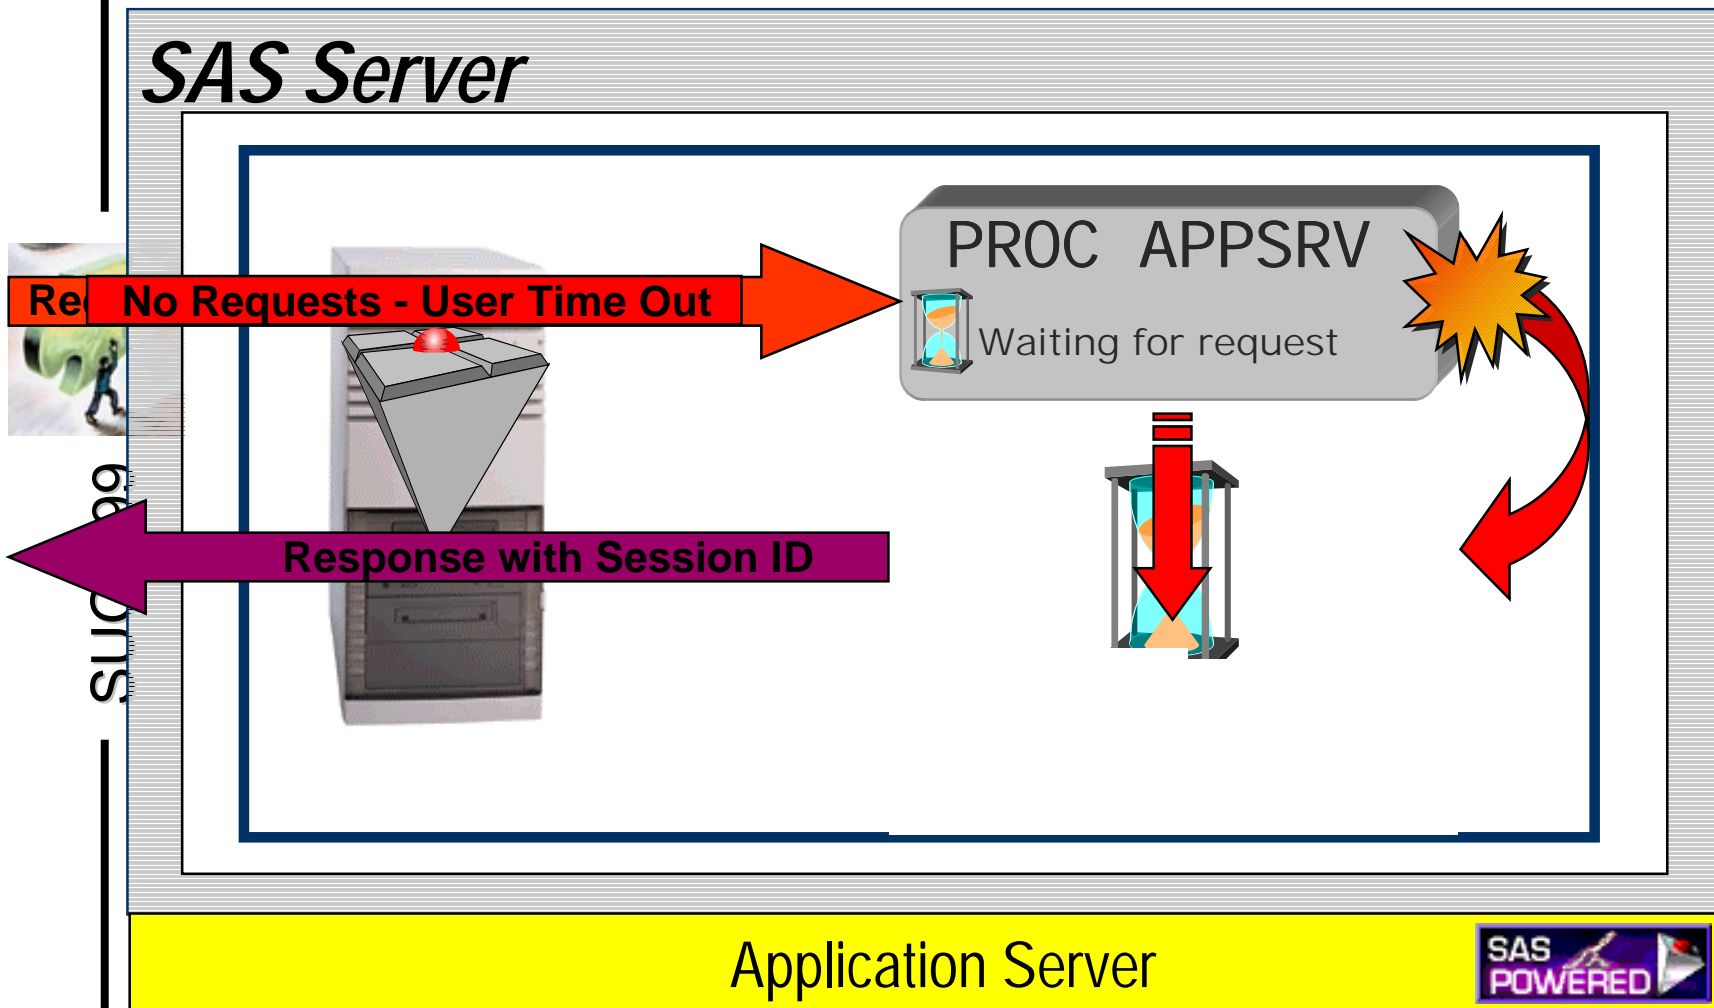 SAS Server
PROC APPSRV
No Requests - User Time Out
Waiting for request
Response with Session ID
Application Server
SAS
POWERED